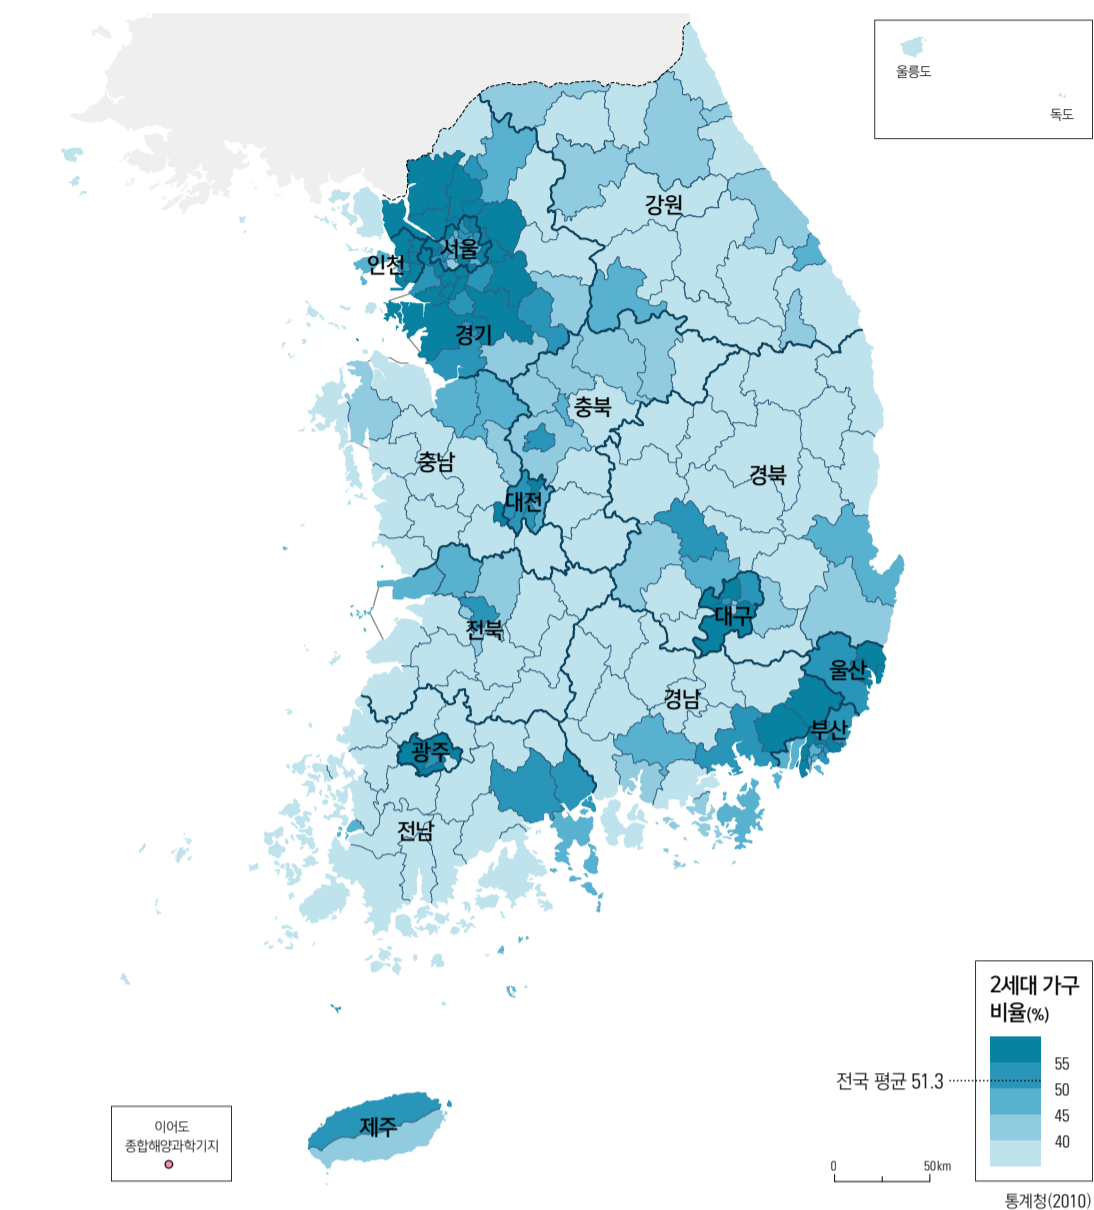 울릉도
독도
강원
서울
인천
경기
충북
충남
경북
대전
대구
전북
울산
경남
부산
광주
전남
제주
2세대 가구
비율(%)
55
전국 평균 51.3
50
45
40
이어도
종합해양과학기지
0 50km
통계청(2010)